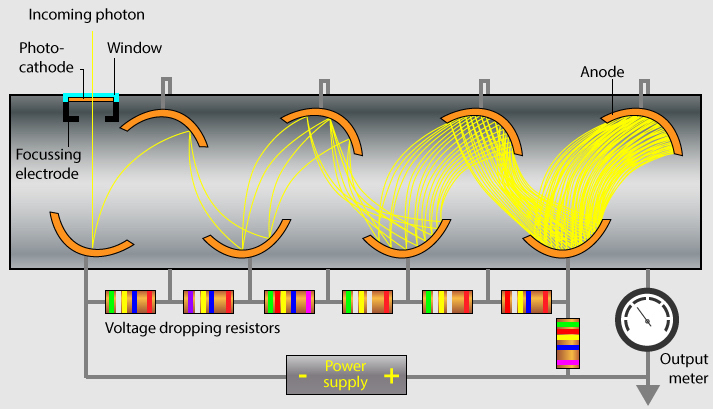 Incoming photon
Photo-
cathode
Window
Anode
Focussing
electrode
Voltage dropping resistors
- Power
supply +
Output
meter